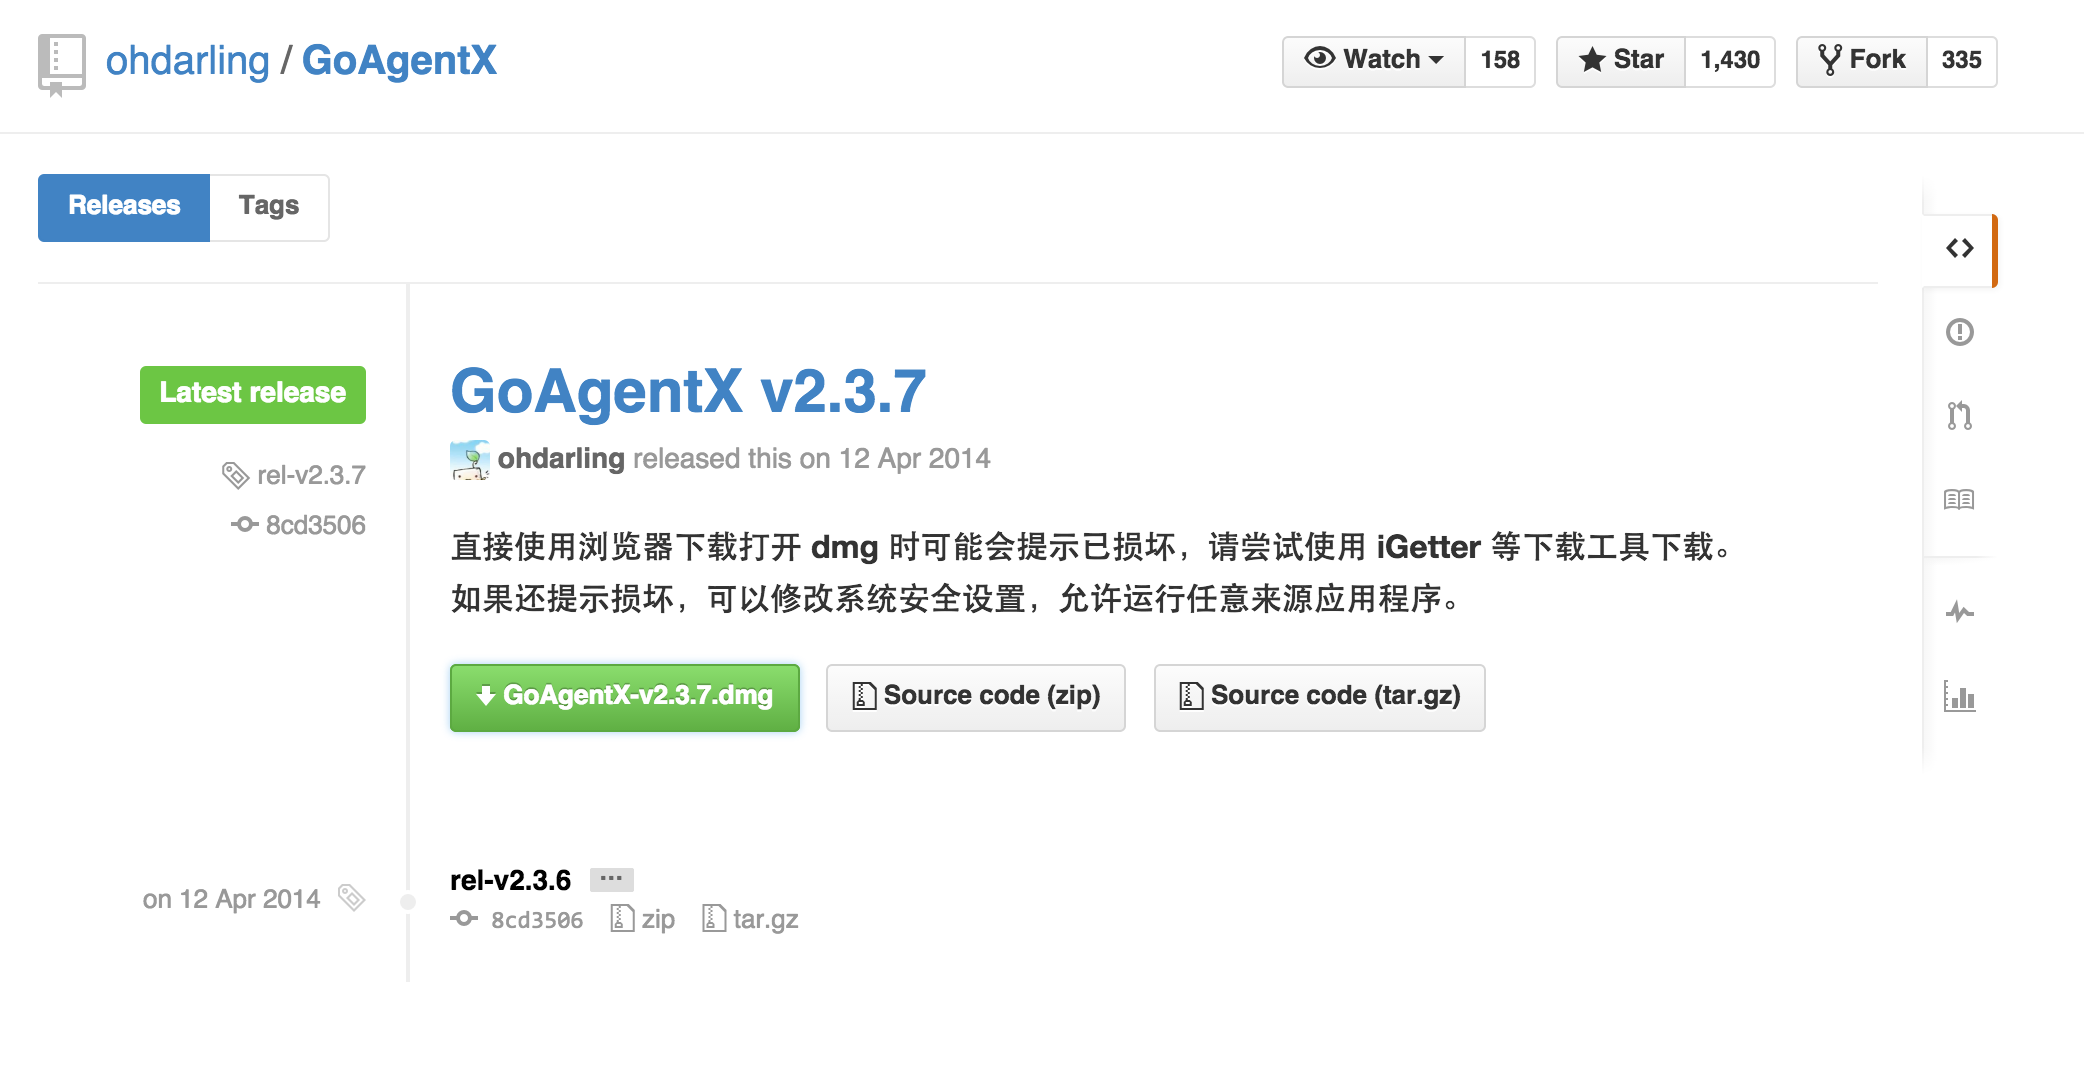 ohdarling / GoAgentX
Watch 158
Star 1,430
Fork 335
Releases
Tags
Latest release
rel-v2.3.7
8cd3506
GoAgentX v2.3.7
ohdarling released this on 12 Apr 2014
直接使用浏览器下载打开 dmg 时可能会提示已损坏，请尝试使用 iGetter 等下载工具下载。
如果还提示损坏，可以修改系统安全设置，允许运行任意来源应用程序。
GoAgentX-v2.3.7.dmg
Source code (zip)
Source code (tar.gz)
on 12 Apr 2014
rel-v2.3.6 ...
8cd3506 zip tar.gz